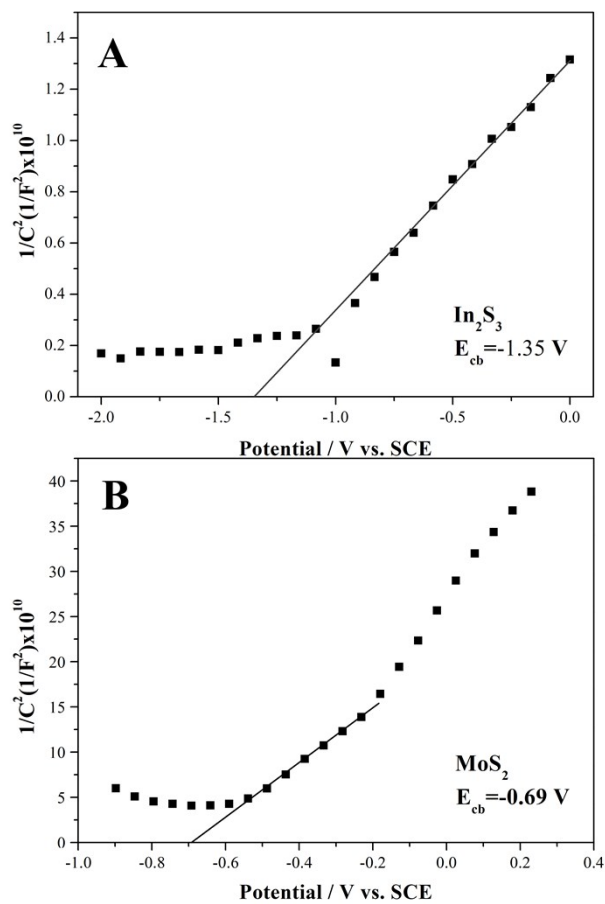 A
1/C²(1/F²)x10¹⁰
1.4
1.2
1.0
0.8
0.6
0.4
0.2
0.0
In₂S₃
E_cb=-1.35 V
-2.0 -1.5 -1.0 -0.5 0.0
Potential / V vs. SCE
B
1/C²(1/F²)x10¹⁰
40
35
30
25
20
15
10
5
0
MoS₂
E_cb=-0.69 V
-1.0 -0.8 -0.6 -0.4 -0.2 0.0 0.2 0.4
Potential / V vs. SCE